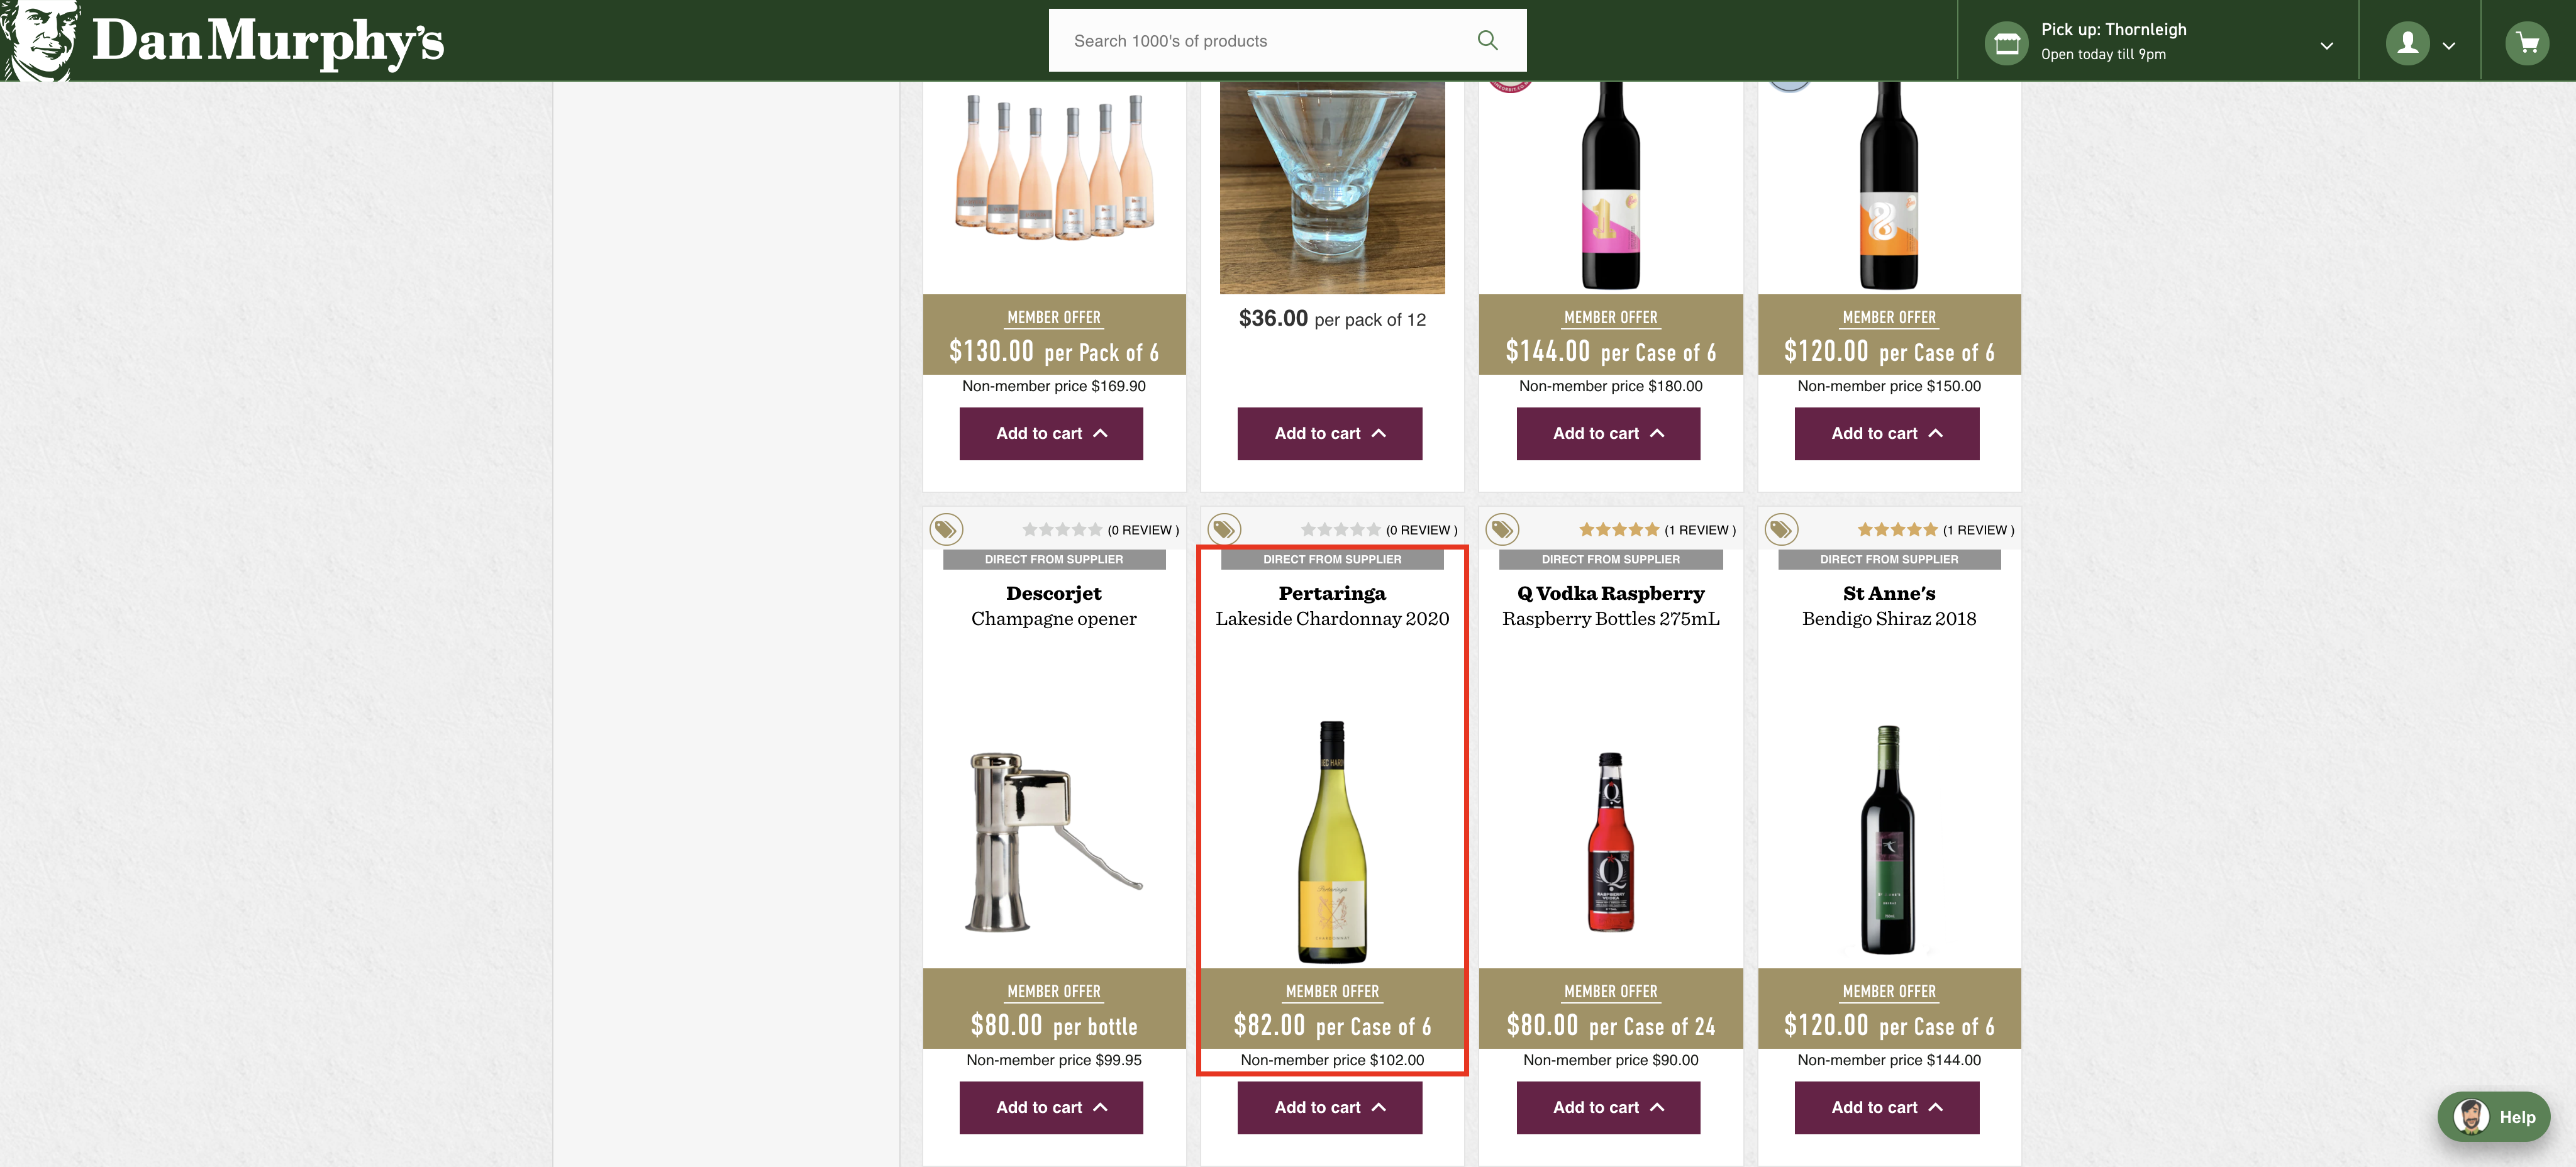 Dan Murphy's
Search 1000's of products
Pick up: Thornleigh
Open today till 9pm
1
8
MEMBER OFFER
$130.00 per Pack of 6
Non-member price $169.90
Add to cart
$36.00 per pack of 12
Add to cart
MEMBER OFFER
$144.00 per Case of 6
Non-member price $180.00
Add to cart
MEMBER OFFER
$120.00 per Case of 6
Non-member price $150.00
Add to cart
(0 REVIEW )
DIRECT FROM SUPPLIER
Descorjet
Champagne opener
MEMBER OFFER
$80.00 per bottle
Non-member price $99.95
Add to cart
(0 REVIEW )
DIRECT FROM SUPPLIER
Pertaringa
Lakeside Chardonnay 2020
Pertaringa
CHARDONNAY
MEMBER OFFER
$82.00 per Case of 6
Non-member price $102.00
Add to cart
(1 REVIEW )
DIRECT FROM SUPPLIER
Q Vodka Raspberry
Raspberry Bottles 275mL
Q
Q
RASPBERRY
VODKA
MEMBER OFFER
$80.00 per Case of 24
Non-member price $90.00
Add to cart
(1 REVIEW )
DIRECT FROM SUPPLIER
St Anne's
Bendigo Shiraz 2018
MEMBER OFFER
$120.00 per Case of 6
Non-member price $144.00
Add to cart
Help